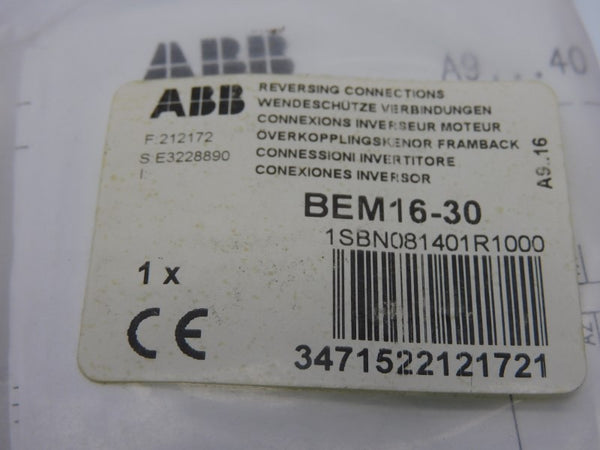 ABB
A9...40
ABB
REVERSING CONNECTIONS
WENDESCHÜTZE VERBINDUNGEN
CONNEXIONS INVERSEUR MOTEUR
ÖVERKOPPLINGSKENOR FRAMBACK
CONNESSIONI INVERTITORE
CONEXIONES INVERSOR
F:212172
S:E3228890
I:
A9..16
BEM16-30
1SBN081401R1000
1 x
CE
3471522121721